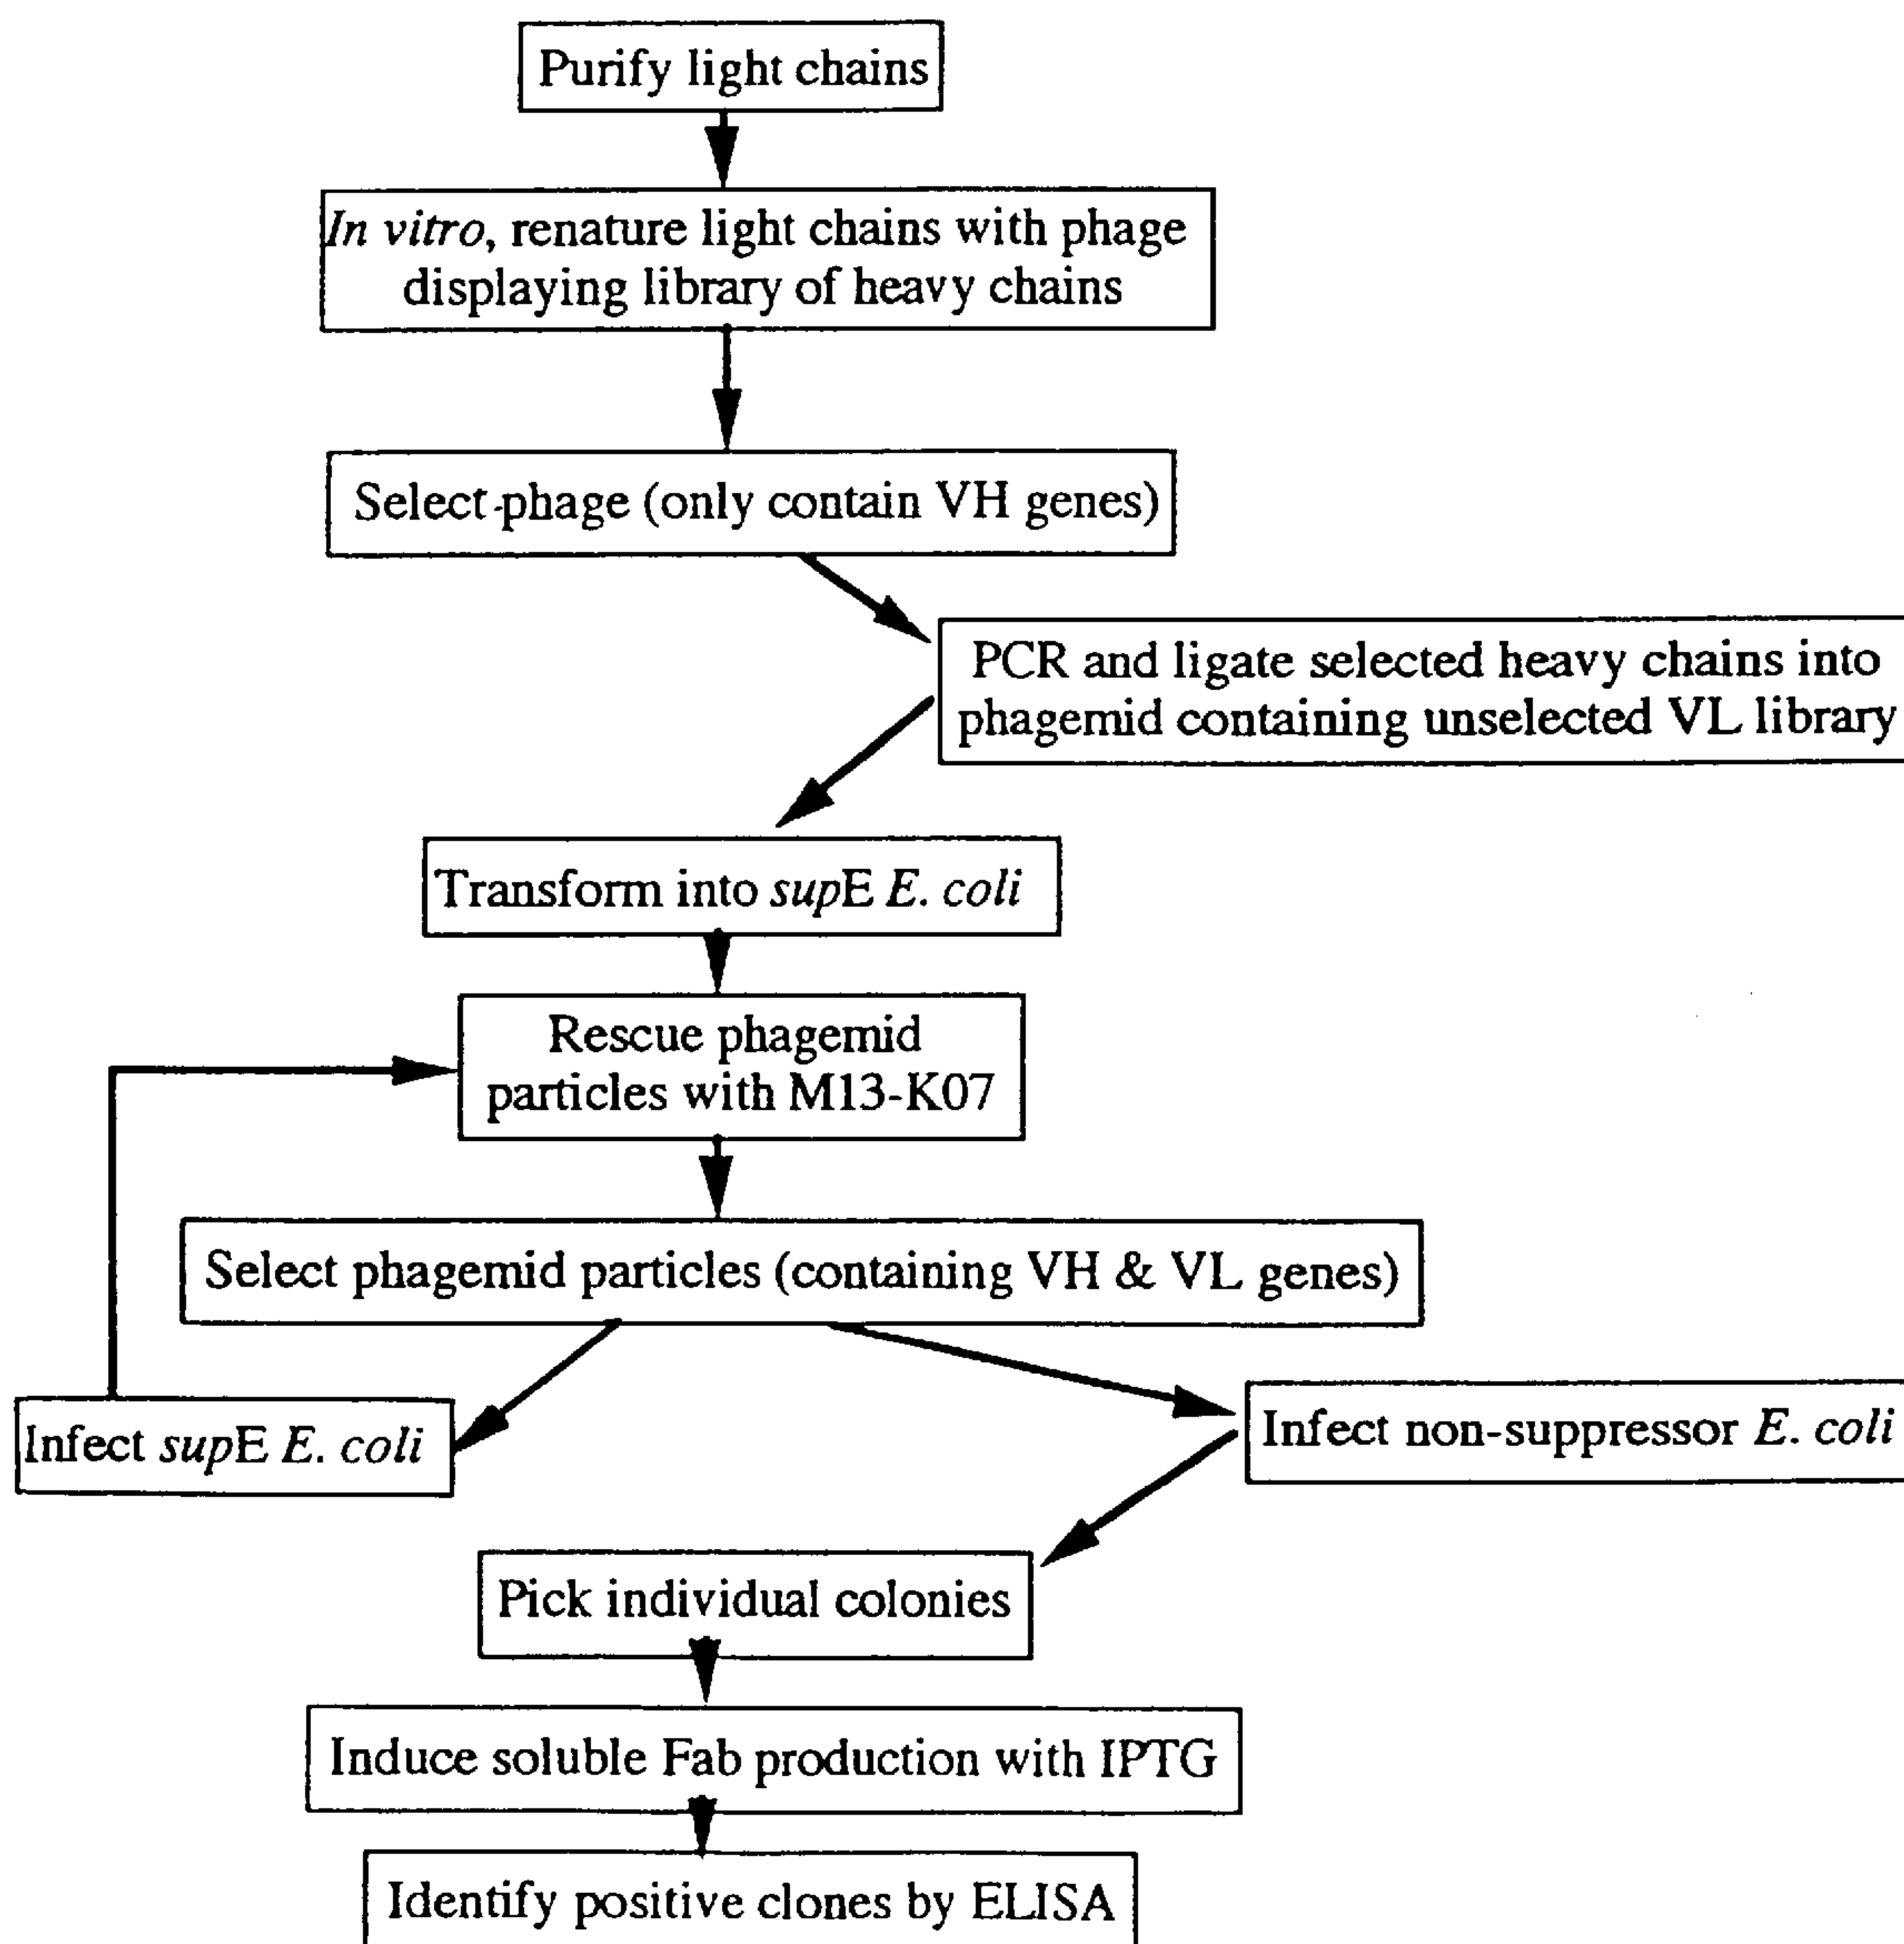 Purify light chains
In vitro, renature light chains with phage
displaying library of heavy chains
Select phage (only contain VH genes)
PCR and ligate selected heavy chains into
phagemid containing unselected VL library
Transform into supE E. coli
Rescue phagemid
particles with M13-K07
Select phagemid particles (containing VH & VL genes)
Infect supE E. coli
Infect non-suppressor E. coli
Pick individual colonies
Induce soluble Fab production with IPTG
Identify positive clones by ELISA